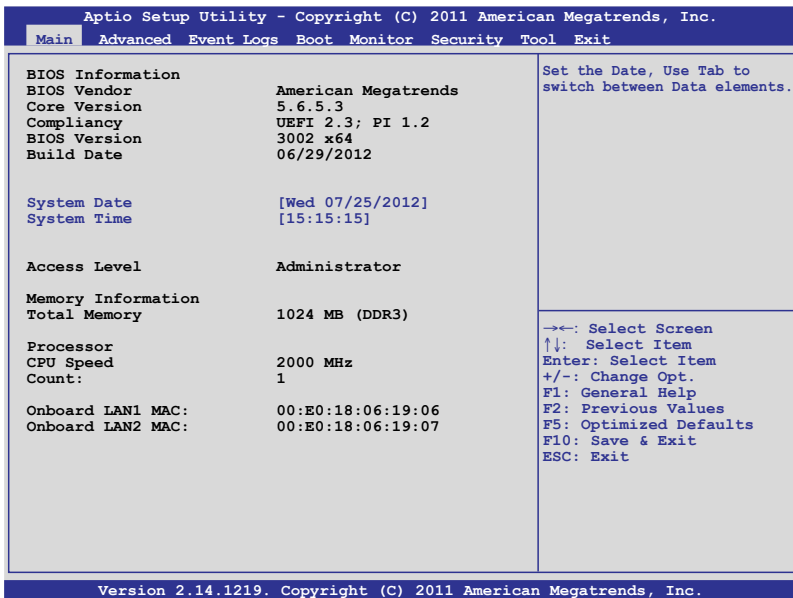 Aptio Setup Utility - Copyright (C) 2011 American Megatrends, Inc.
Main Advanced Event Logs Boot Monitor Security Tool Exit
BIOS Information
BIOS Vendor American Megatrends
Core Version 5.6.5.3
Compliancy UEFI 2.3; PI 1.2
BIOS Version 3002 x64
Build Date 06/29/2012
System Date [Wed 07/25/2012]
System Time [15:15:15]
Access Level Administrator
Memory Information
Total Memory 1024 MB (DDR3)
Processor
CPU Speed 2000 MHz
Count: 1
Onboard LAN1 MAC: 00:E0:18:06:19:06
Onboard LAN2 MAC: 00:E0:18:06:19:07
Set the Date, Use Tab to
switch between Data elements.
→←: Select Screen
↑↓: Select Item
Enter: Select Item
+/-: Change Opt.
F1: General Help
F2: Previous Values
F5: Optimized Defaults
F10: Save & Exit
ESC: Exit
Version 2.14.1219. Copyright (C) 2011 American Megatrends, Inc.